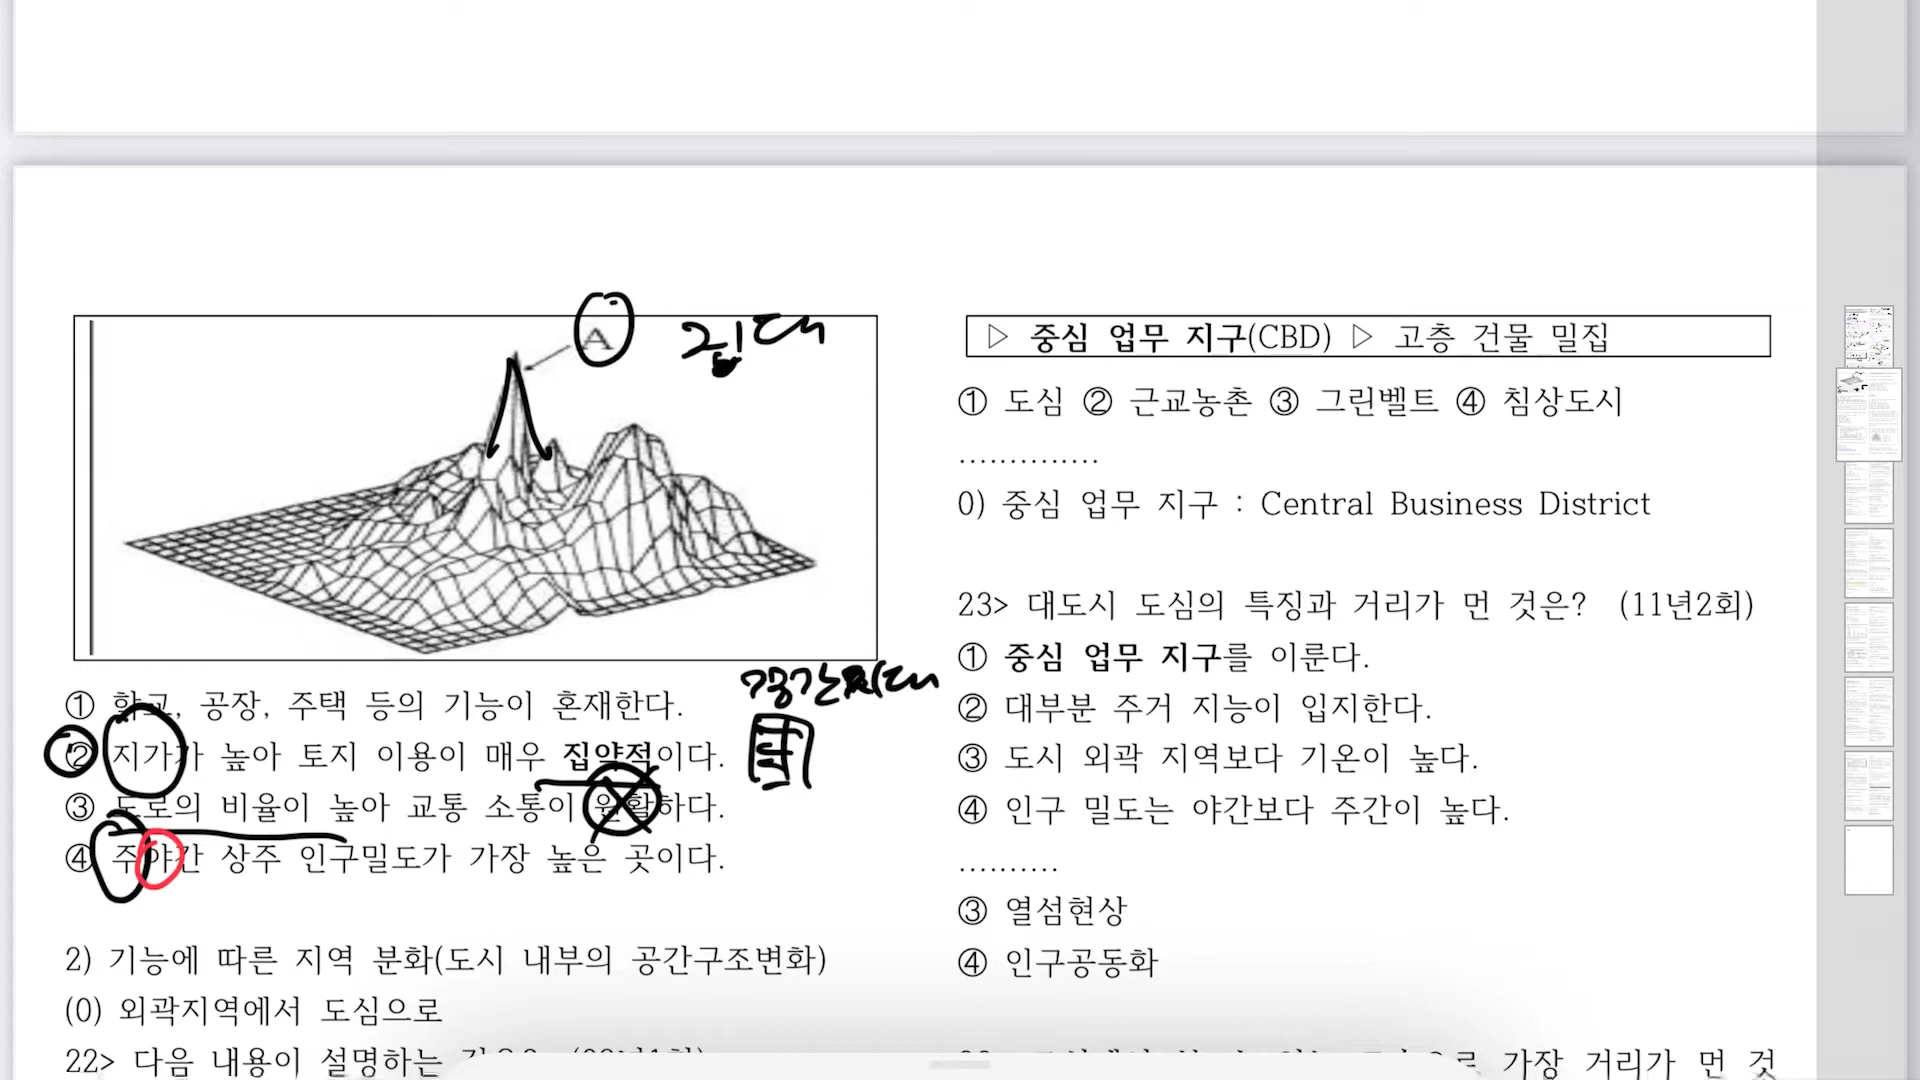 A
① 학교, 공장, 주택 등의 기능이 혼재한다.
② 지가가 높아 토지 이용이 매우 집약적이다.
③ 도로의 비율이 높아 교통 소통이 원활하다.
④ 주야간 상주 인구밀도가 가장 높은 곳이다.
2) 기능에 따른 지역 분화(도시 내부의 공간구조변화)
(0) 외곽지역에서 도심으로
22> 다음 내용이 설명하는
▷ 중심 업무 지구(CBD) ▷ 고층 건물 밀집
① 도심 ② 근교농촌 ③ 그린벨트 ④ 침상도시
..............
0) 중심 업무 지구 : Central Business District
23> 대도시 도심의 특징과 거리가 먼 것은? (11년2회)
① 중심 업무 지구를 이룬다.
② 대부분 주거 지능이 입지한다.
③ 도시 외곽 지역보다 기온이 높다.
④ 인구 밀도는 야간보다 주간이 높다.
..........
③ 열섬현상
④ 인구공동화
가장 거리가 먼 것